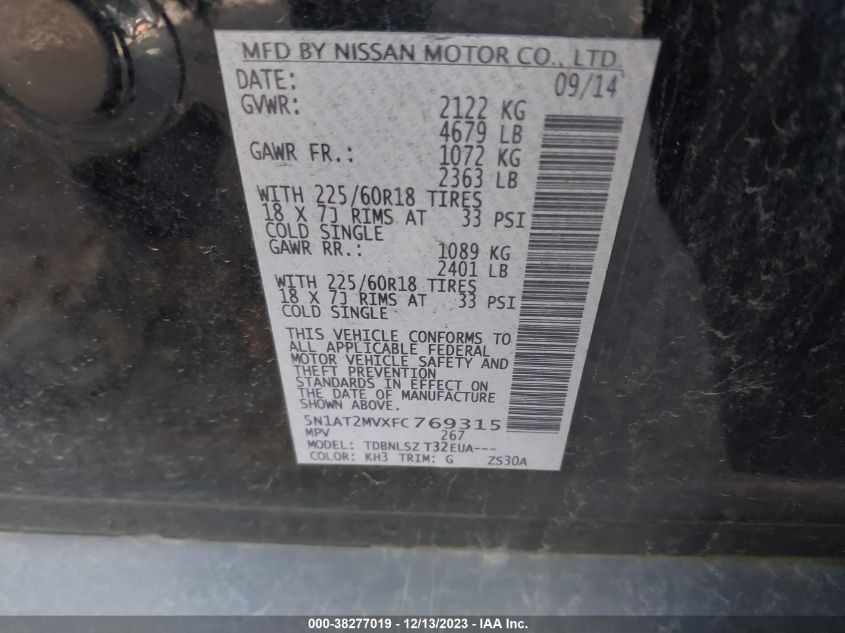 MFD BY NISSAN MOTOR CO., LTD.
DATE: 09/14
GVWR: 2122 KG
4679 LB
GAWR FR.: 1072 KG
2363 LB
WITH 225/60R18 TIRES
18 X 7J RIMS AT 33 PSI
COLD SINGLE
GAWR RR.: 1089 KG
2401 LB
WITH 225/60R18 TIRES
18 X 7J RIMS AT 33 PSI
COLD SINGLE
THIS VEHICLE CONFORMS TO
ALL APPLICABLE FEDERAL
MOTOR VEHICLE SAFETY AND
THEFT PREVENTION
STANDARDS IN EFFECT ON
THE DATE OF MANUFACTURE
SHOWN ABOVE.
5N1AT2MVXFC769315
MPV 267
MODEL: TDBNLSZ T32EUA---
COLOR: KH3 TRIM: G ZS30A
000-38277019 - 12/13/2023 - IAA Inc.